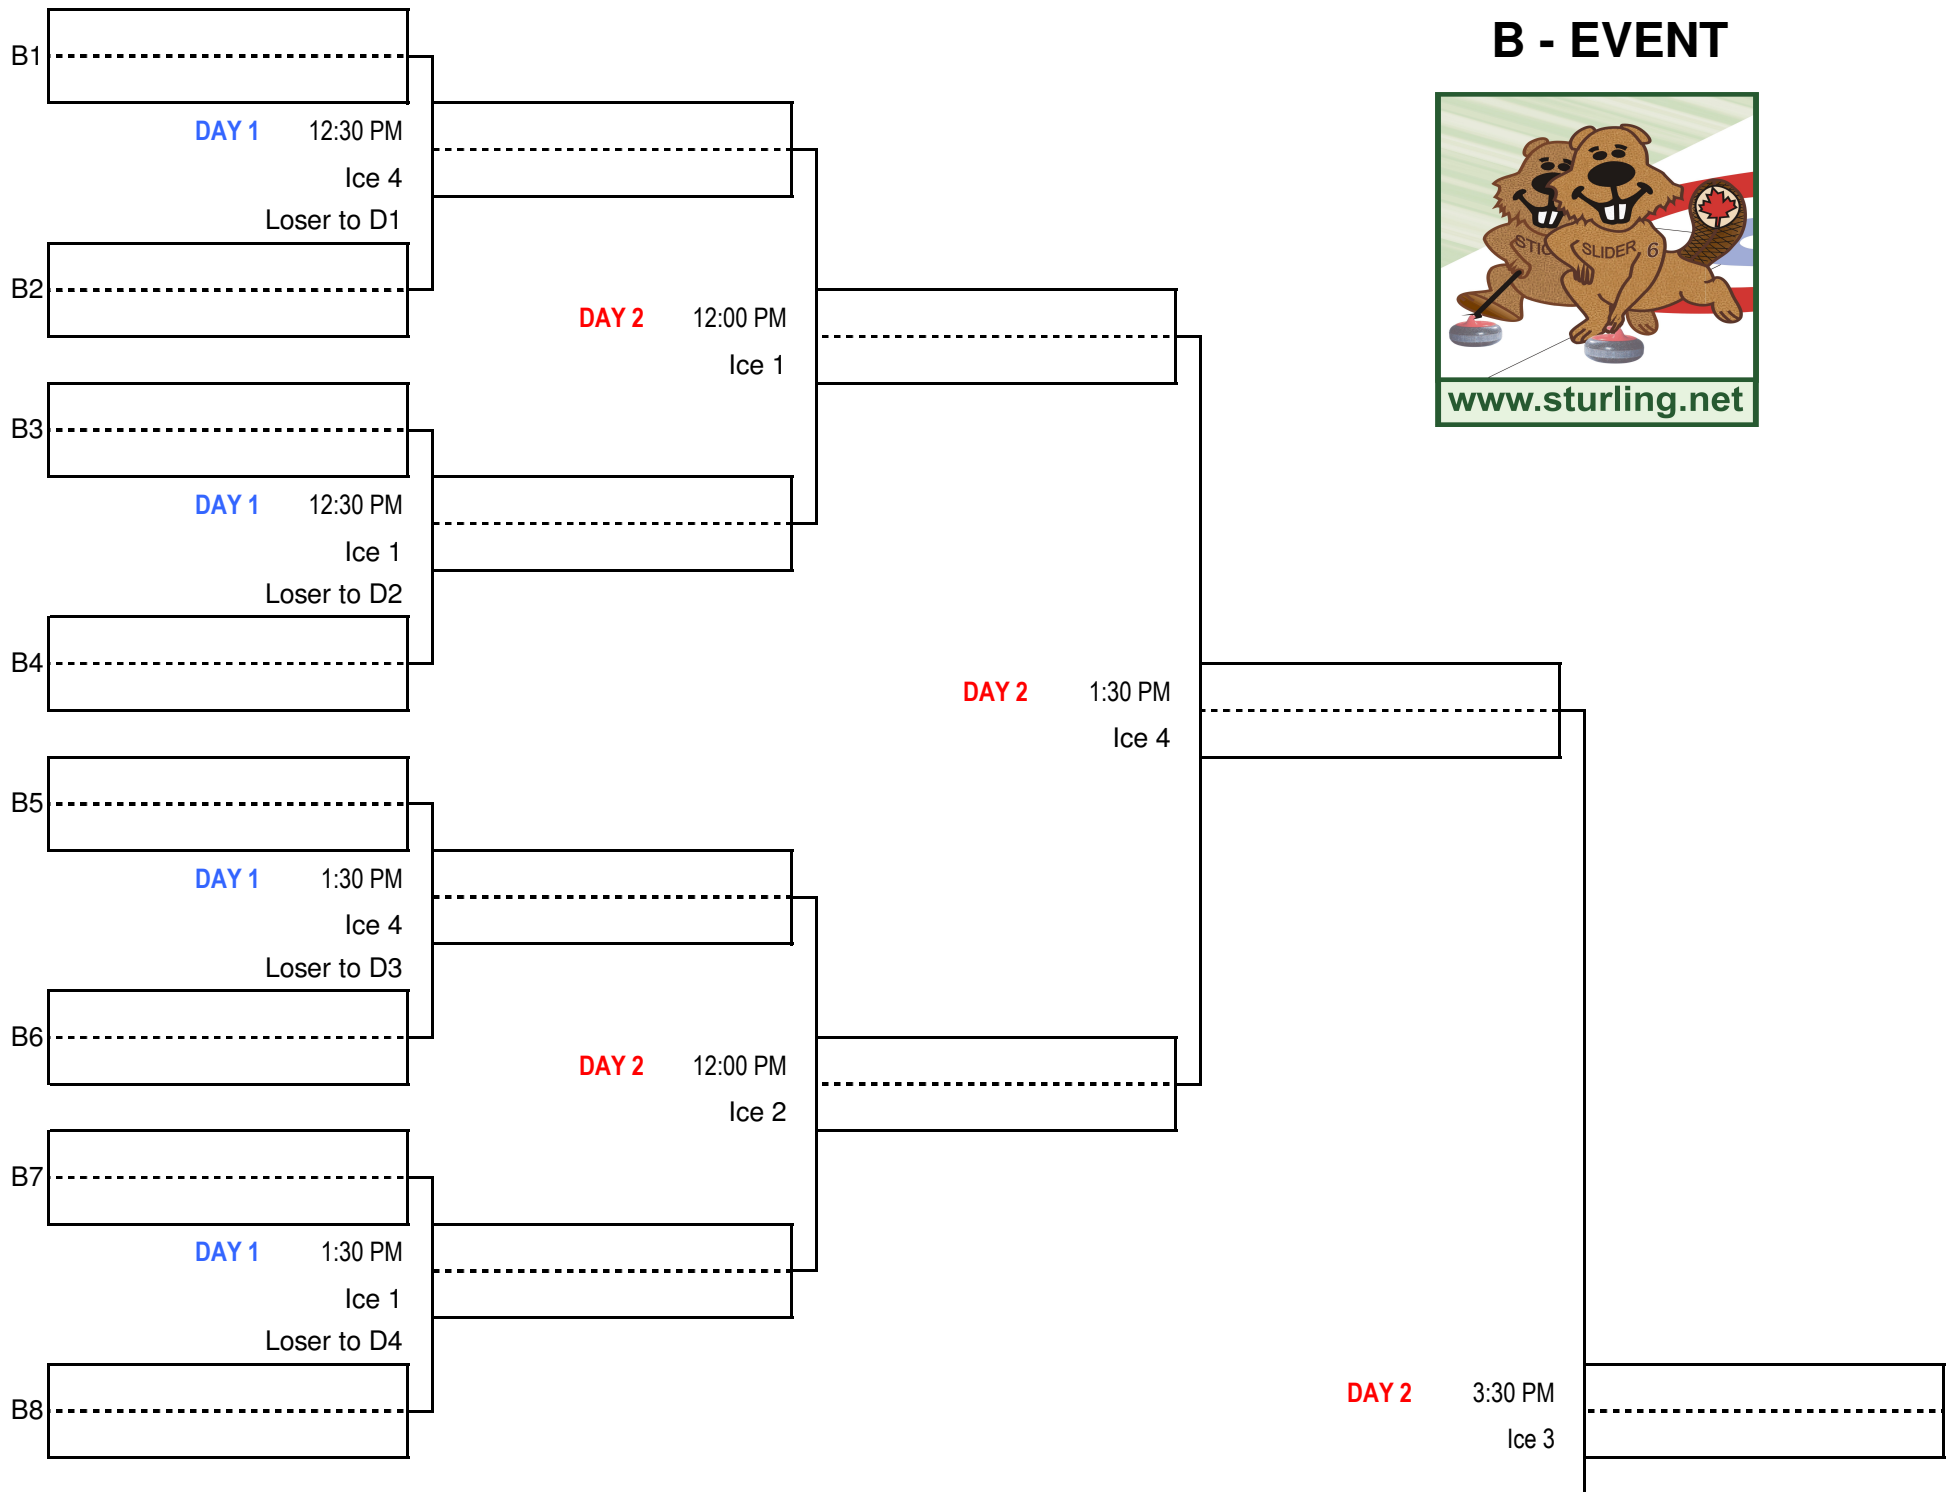 B - EVENT
B1
DAY 1 12:30 PM
Ice 4
Loser to D1
B2
DAY 2 12:00 PM
Ice 1
B3
DAY 1 12:30 PM
Ice 1
Loser to D2
B4
DAY 2 1:30 PM
Ice 4
B5
DAY 1 1:30 PM
Ice 4
Loser to D3
B6
DAY 2 12:00 PM
Ice 2
B7
DAY 1 1:30 PM
Ice 1
Loser to D4
B8
DAY 2 3:30 PM
Ice 3
SLIDER 6
www.sturling.net